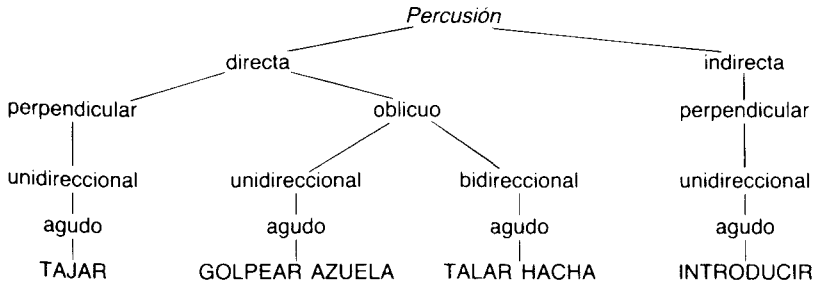 Percusión
directa indirecta
perpendicular oblicuo perpendicular
unidireccional unidireccional bidireccional unidireccional
agudo agudo agudo agudo
TAJAR GOLPEAR AZUELA TALAR HACHA INTRODUCIR